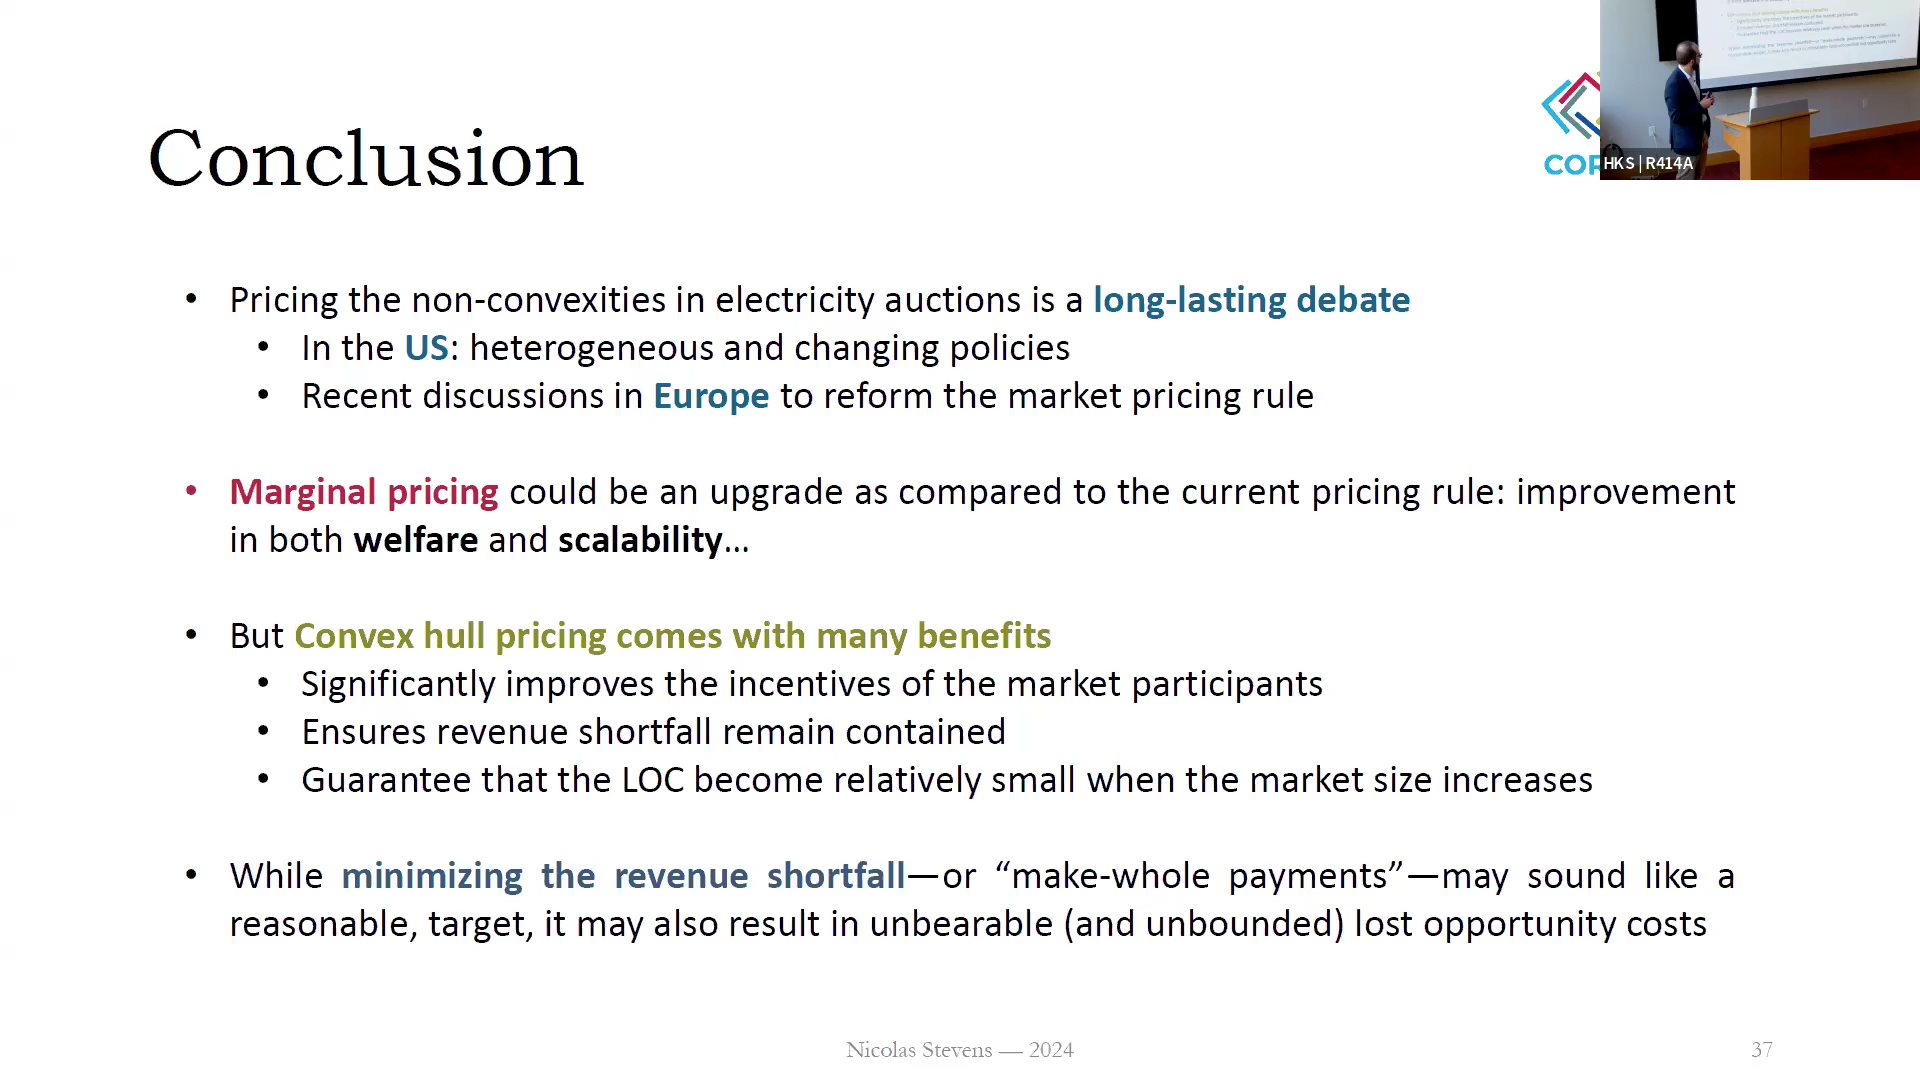 Conclusion
COR
HKS | R414A
• Pricing the non-convexities in electricity auctions is a long-lasting debate
• In the US: heterogeneous and changing policies
• Recent discussions in Europe to reform the market pricing rule
• Marginal pricing could be an upgrade as compared to the current pricing rule: improvement
in both welfare and scalability...
• But Convex hull pricing comes with many benefits
• Significantly improves the incentives of the market participants
• Ensures revenue shortfall remain contained
• Guarantee that the LOC become relatively small when the market size increases
• While minimizing the revenue shortfall—or “make-whole payments”—may sound like a
reasonable, target, it may also result in unbearable (and unbounded) lost opportunity costs
Nicolas Stevens — 2024
37